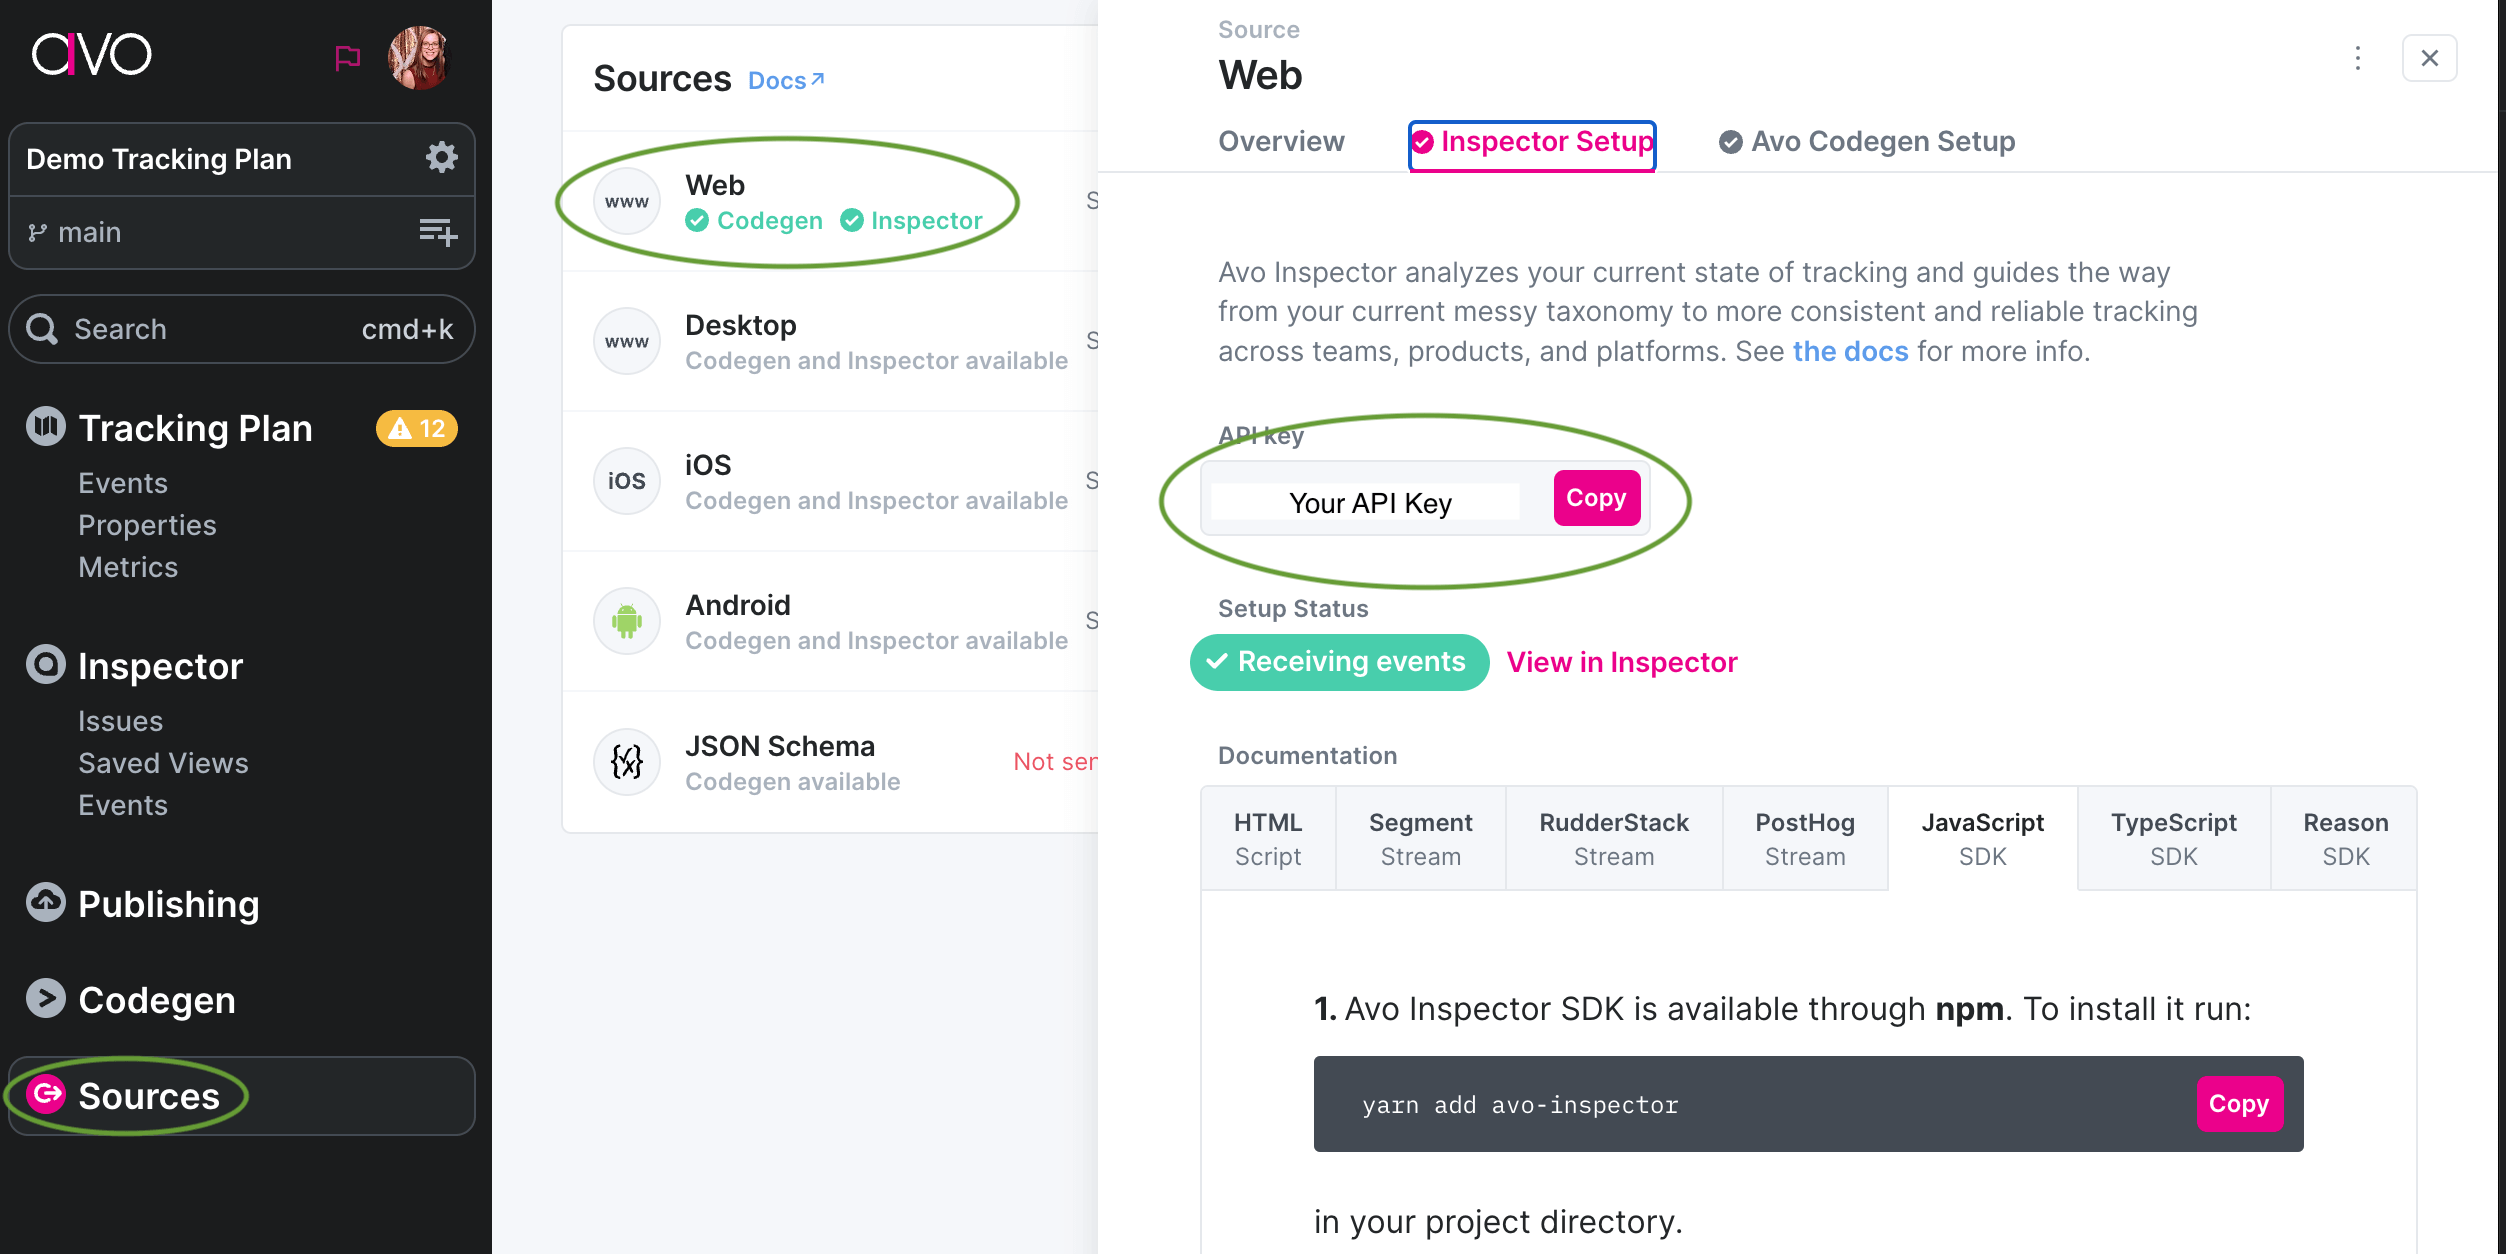 avo
Demo Tracking Plan
main
Search cmd+k
Tracking Plan 12
Events
Properties
Metrics
Inspector
Issues
Saved Views
Events
Publishing
Codegen
Sources
Sources Docs↗
www
Web
Codegen Inspector
S
www
Desktop
Codegen and Inspector available
S
iOS
iOS
Codegen and Inspector available
S
Android
Codegen and Inspector available
S
JSON Schema
Codegen available
Not sen
Source
Web
Overview Inspector Setup Avo Codegen Setup
Avo Inspector analyzes your current state of tracking and guides the way
from your current messy taxonomy to more consistent and reliable tracking
across teams, products, and platforms. See the docs for more info.
API key
Your API Key Copy
Setup Status
Receiving events View in Inspector
Documentation
HTML Segment RudderStack PostHog JavaScript TypeScript Reason
Script Stream Stream Stream SDK SDK SDK
1. Avo Inspector SDK is available through npm. To install it run:
yarn add avo-inspector Copy
in your project directory.